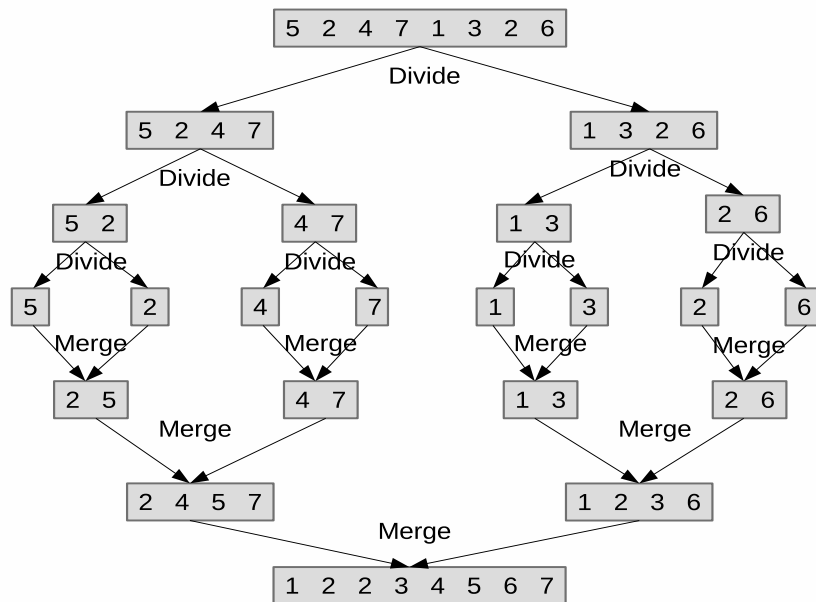 5 2 4 7 1 3 2 6
Divide
5 2 4 7
1 3 2 6
Divide
Divide
5 2
4 7
1 3
2 6
Divide
Divide
Divide
Divide
5
2
4
7
1
3
2
6
Merge
Merge
Merge
Merge
2 5
4 7
1 3
2 6
Merge
Merge
2 4 5 7
1 2 3 6
Merge
1 2 2 3 4 5 6 7